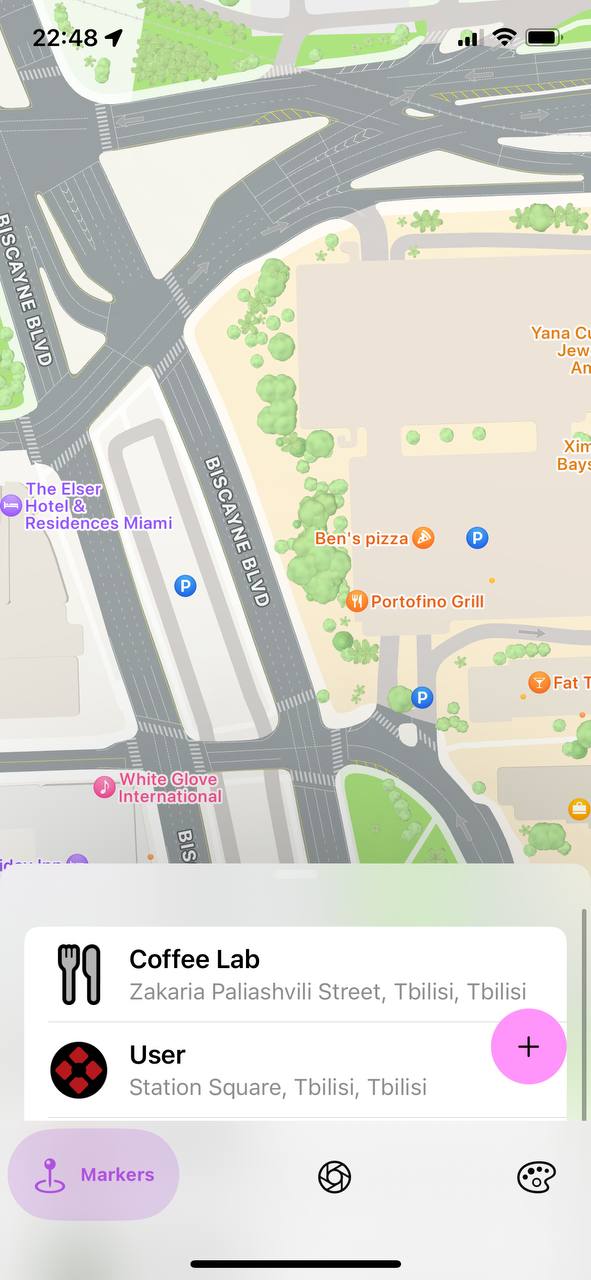 22:48
BISCAYNE BLVD
Yana Cu
Jew
An
Xim
Bays
The Elser
Hotel &
Residences Miami
BISCAYNE BLVD
Ben's pizza
P
P
Portofino Grill
Fat T
P
White Glove
International
BIS
Coffee Lab
Zakaria Paliashvili Street, Tbilisi, Tbilisi
User
Station Square, Tbilisi, Tbilisi
Markers